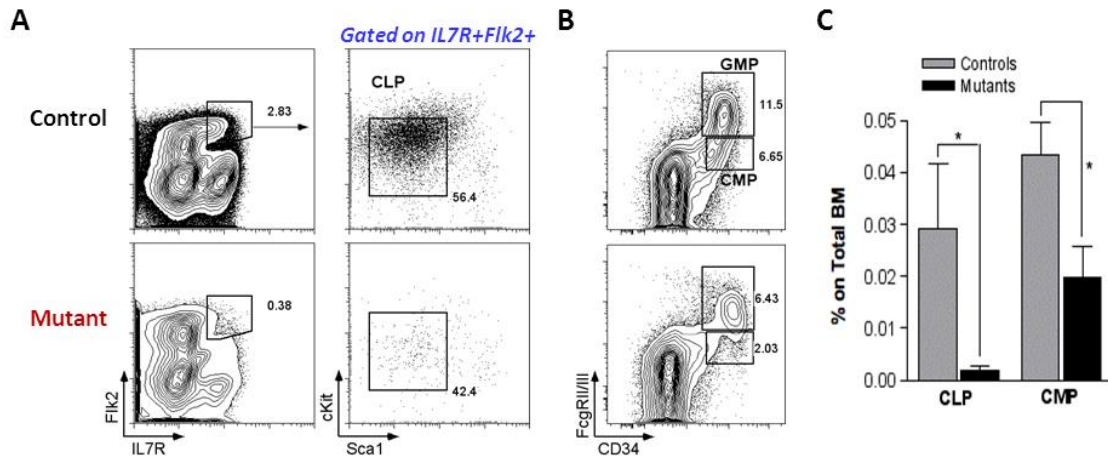 A
Gated on IL7R+Flk2+
B
C
Control
2.83
CLP
56.4
GMP
11.5
6.65
CMP
Mutant
0.38
42.4
6.43
2.03
Flk2
IL7R
cKit
Sca1
FcgRII/III
CD34
Controls
Mutants
% on Total BM
0.05
0.04
0.03
0.02
0.01
0.00
*
*
CLP
CMP